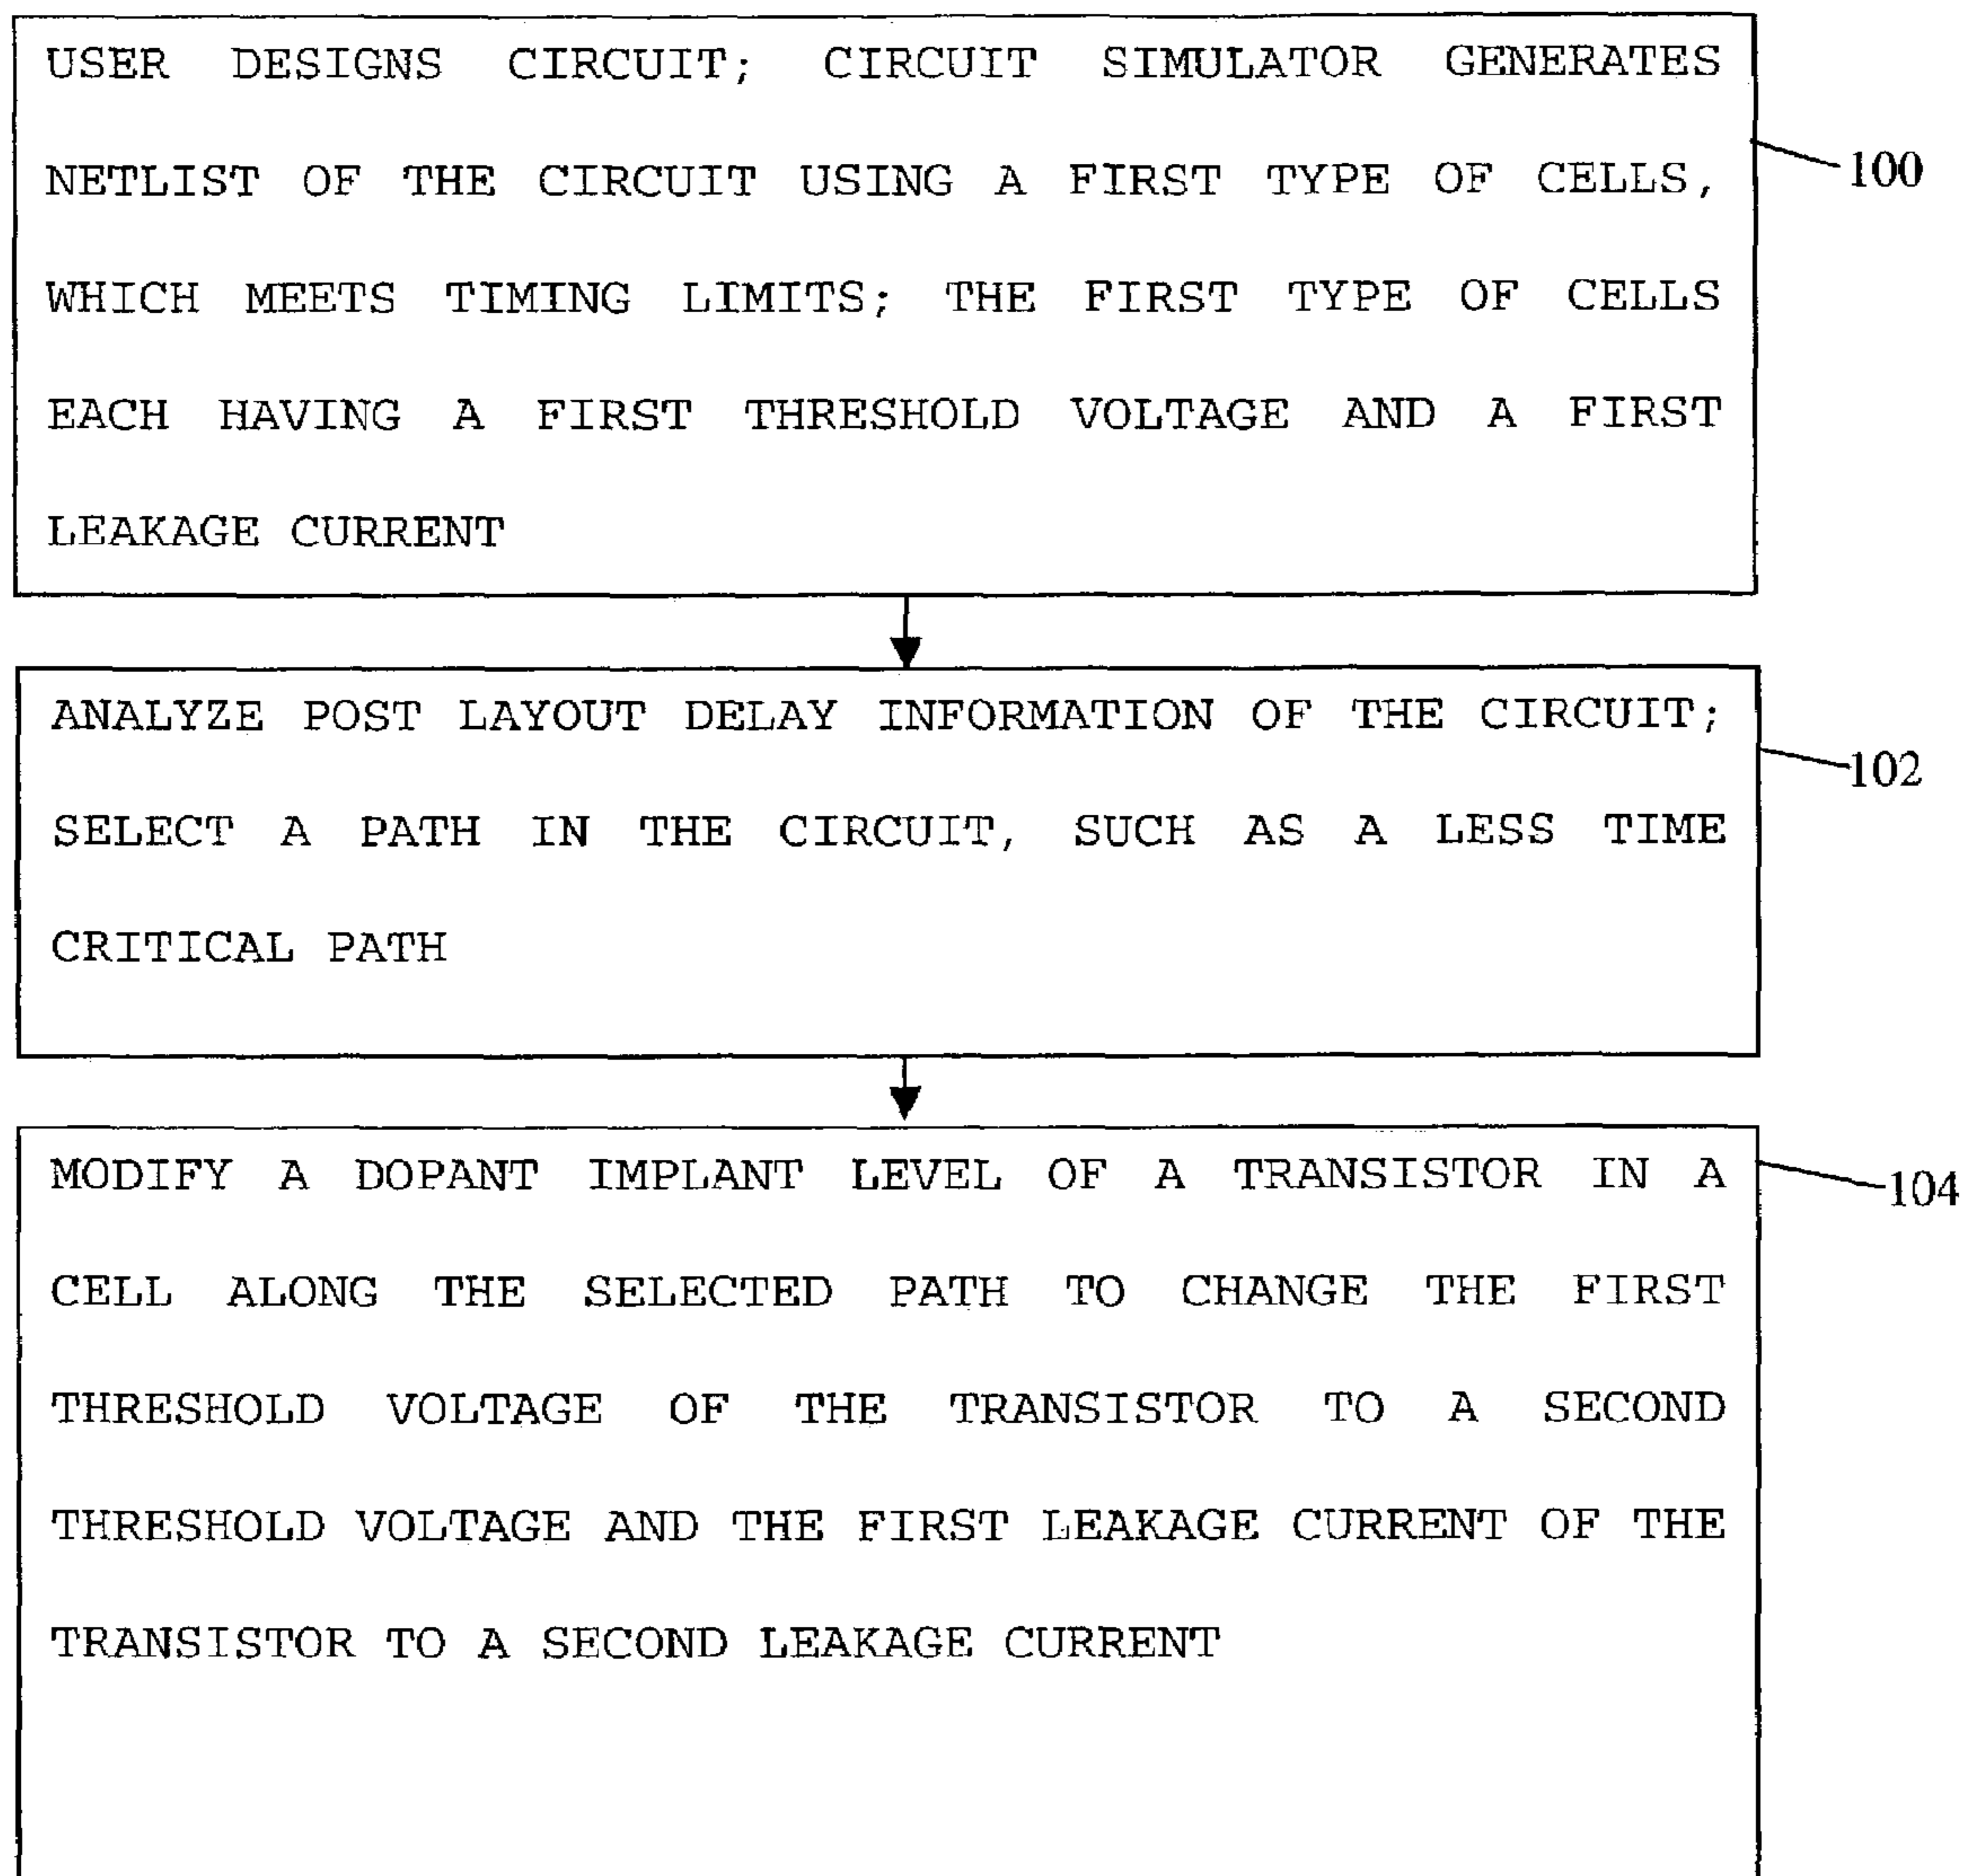 USER DESIGNS CIRCUIT; CIRCUIT SIMULATOR GENERATES
NETLIST OF THE CIRCUIT USING A FIRST TYPE OF CELLS,
WHICH MEETS TIMING LIMITS; THE FIRST TYPE OF CELLS
EACH HAVING A FIRST THRESHOLD VOLTAGE AND A FIRST
LEAKAGE CURRENT
100
ANALYZE POST LAYOUT DELAY INFORMATION OF THE CIRCUIT;
SELECT A PATH IN THE CIRCUIT, SUCH AS A LESS TIME
CRITICAL PATH
102
MODIFY A DOPANT IMPLANT LEVEL OF A TRANSISTOR IN A
CELL ALONG THE SELECTED PATH TO CHANGE THE FIRST
THRESHOLD VOLTAGE OF THE TRANSISTOR TO A SECOND
THRESHOLD VOLTAGE AND THE FIRST LEAKAGE CURRENT OF THE
TRANSISTOR TO A SECOND LEAKAGE CURRENT
104